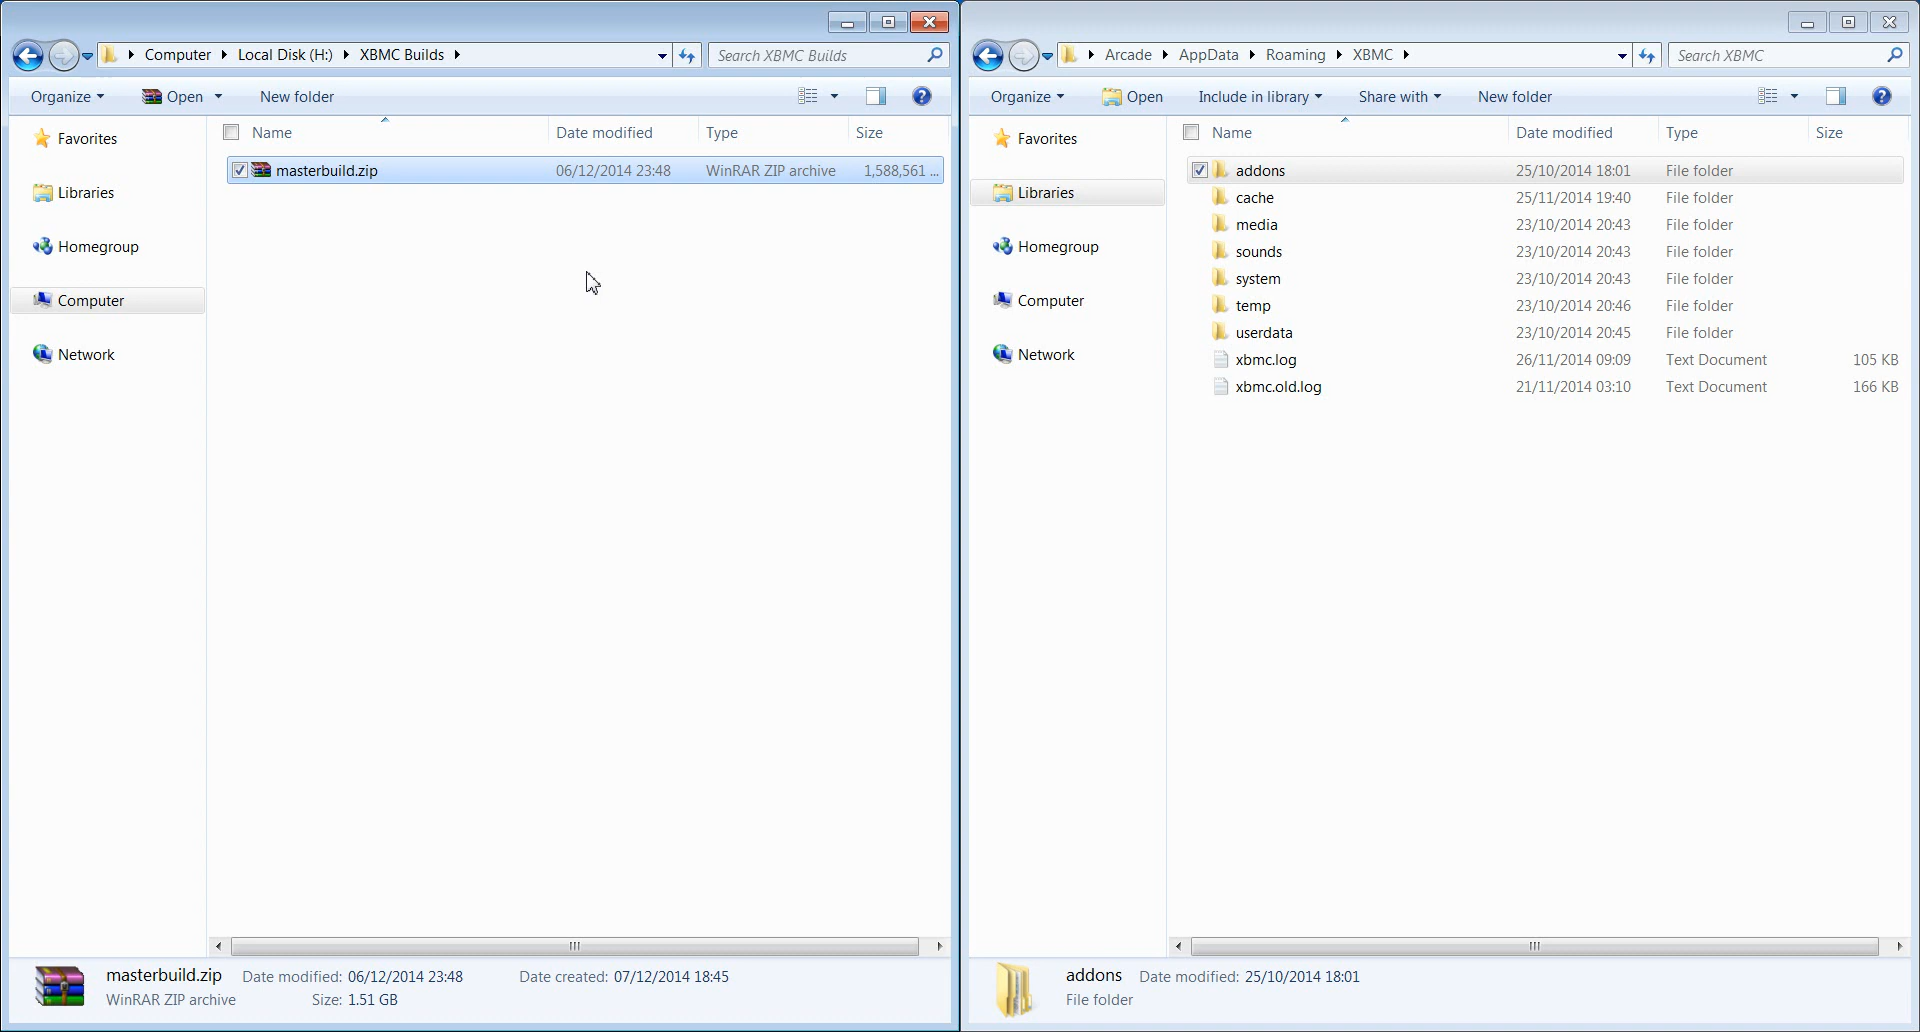 Computer Local Disk (H:) XBMC Builds
Search XBMC Builds
Organize Open New folder
Favorites
Libraries
Homegroup
Computer
Network
Name Date modified Type Size
masterbuild.zip 06/12/2014 23:48 WinRAR ZIP archive 1,588,561 ...
masterbuild.zip Date modified: 06/12/2014 23:48 Date created: 07/12/2014 18:45
WinRAR ZIP archive Size: 1.51 GB
Arcade AppData Roaming XBMC
Search XBMC
Organize Open Include in library Share with New folder
Favorites
Libraries
Homegroup
Computer
Network
Name Date modified Type Size
addons 25/10/2014 18:01 File folder
cache 25/11/2014 19:40 File folder
media 23/10/2014 20:43 File folder
sounds 23/10/2014 20:43 File folder
system 23/10/2014 20:43 File folder
temp 23/10/2014 20:46 File folder
userdata 23/10/2014 20:45 File folder
xbmc.log 26/11/2014 09:09 Text Document 105 KB
xbmc.old.log 21/11/2014 03:10 Text Document 166 KB
addons Date modified: 25/10/2014 18:01
File folder